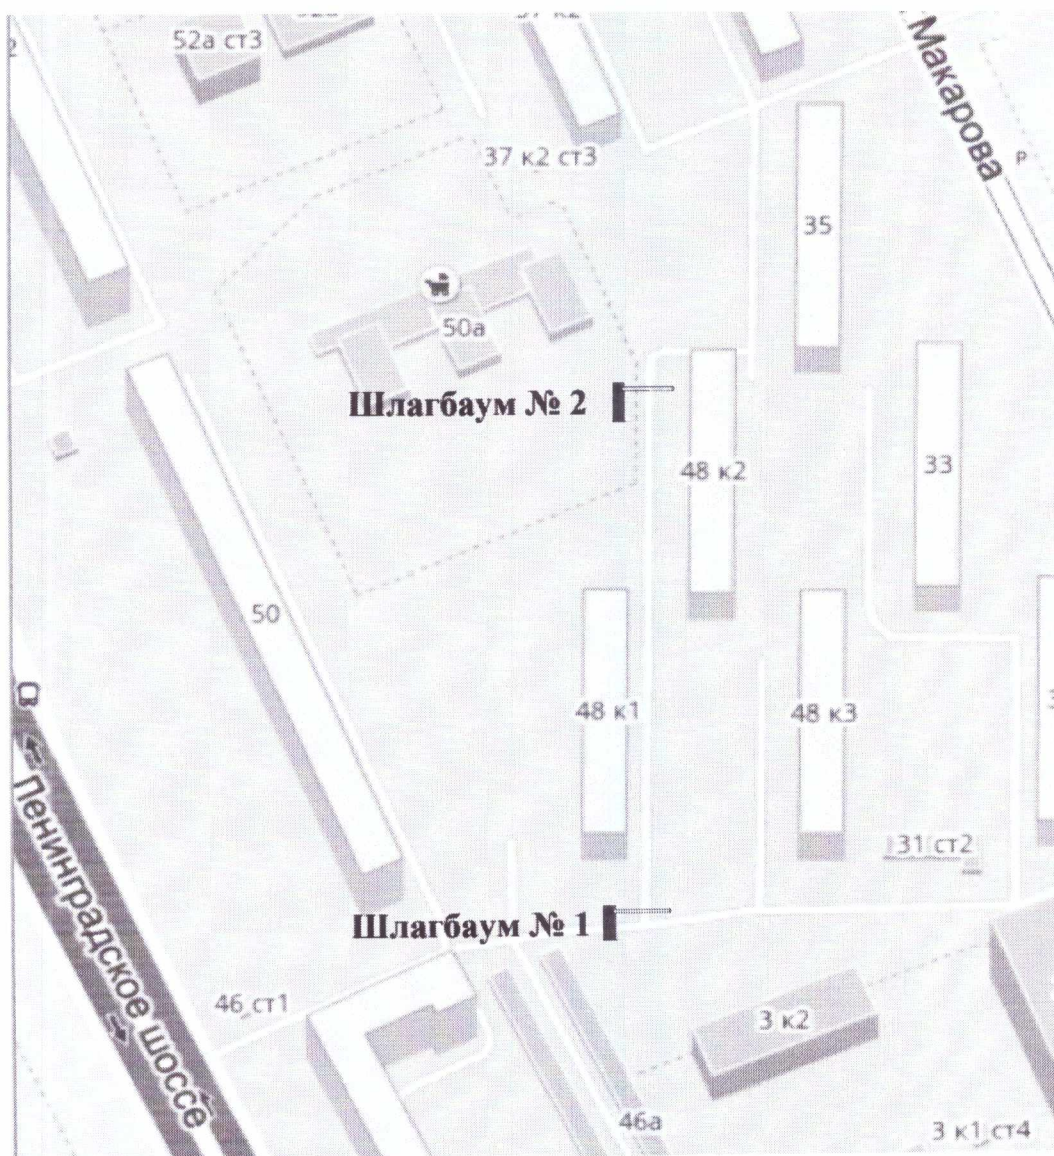 52а ст3
Макарова
37 к2 ст3
Р
35
50а
Шлагбаум № 2
48 к2
33
50
48 к1
48 к3
31 ст2
Шлагбаум № 1
Ленинградское шоссе
46 ст1
3 к2
46а
3 к1 ст4